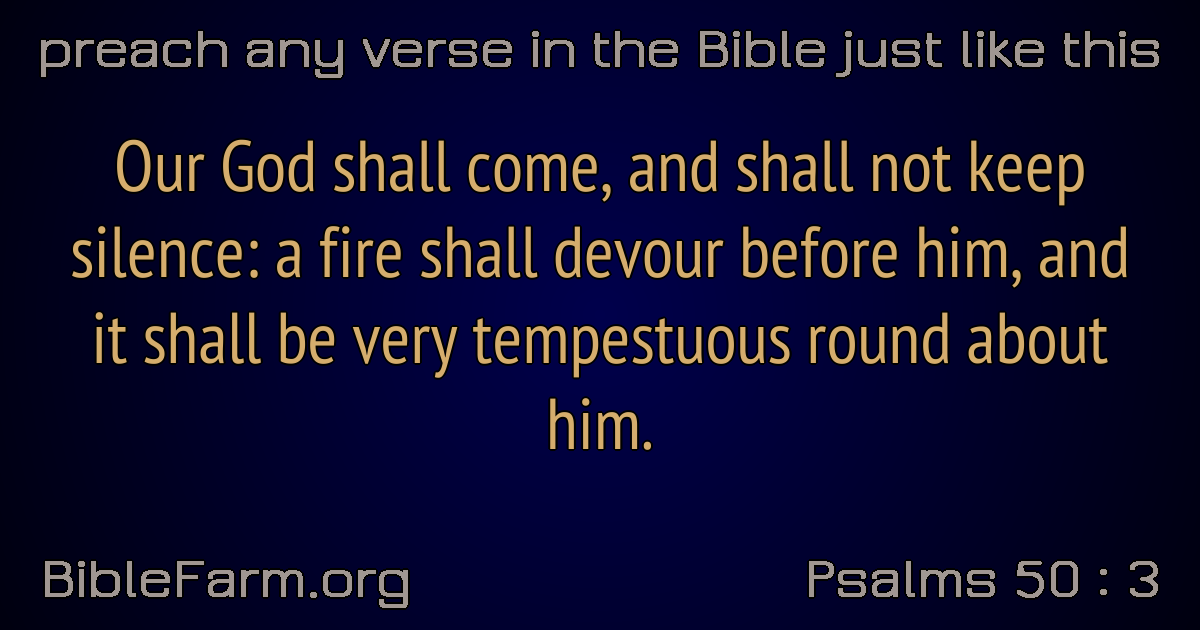 preach any verse in the Bible just like this
Our God shall come, and shall not keep
silence: a fire shall devour before him, and
it shall be very tempestuous round about
him.
BibleFarm.org
Psalms 50 : 3